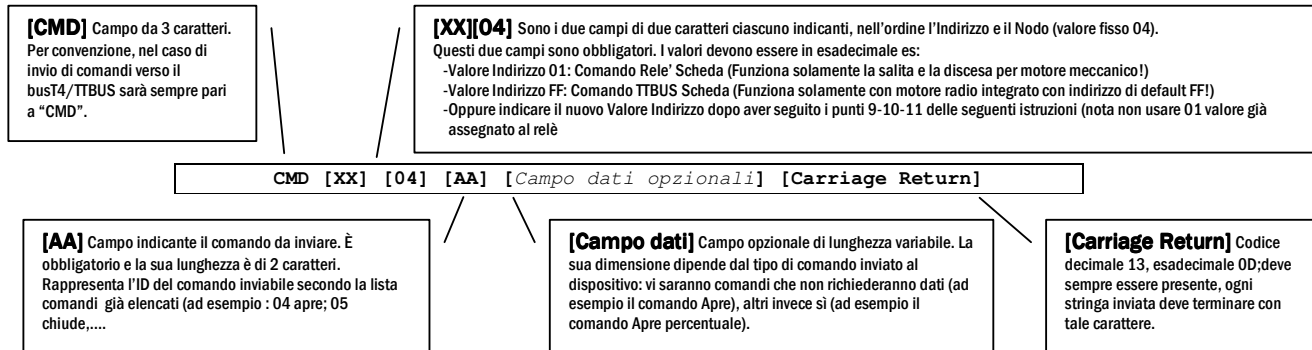 [CMD] Campo da 3 caratteri.
Per convenzione, nel caso di
invio di comandi verso il
busT4/TTBUS sarà sempre pari
a “CMD”.
[XX][04] Sono i due campi di due caratteri ciascuno indicanti, nell’ordine l’Indirizzo e il Nodo (valore fisso 04).
Questi due campi sono obbligatori. I valori devono essere in esadecimale es:
-Valore Indirizzo 01: Comando Rele’ Scheda (Funziona solamente la salita e la discesa per motore meccanico!)
-Valore Indirizzo FF: Comando TTBUS Scheda (Funziona solamente con motore radio integrato con indirizzo di default FF!)
-Oppure indicare il nuovo Valore Indirizzo dopo aver seguito i punti 9-10-11 delle seguenti istruzioni (nota non usare 01 valore già
assegnato al relè
CMD [XX] [04] [AA] [Campo dati opzionali] [Carriage Return]
[AA] Campo indicante il comando da inviare. È
obbligatorio e la sua lunghezza è di 2 caratteri.
Rappresenta l’ID del comando inviabile secondo la lista
comandi già elencati (ad esempio : 04 apre; 05
chiude,....
[Campo dati] Campo opzionale di lunghezza variabile. La
sua dimensione dipende dal tipo di comando inviato al
dispositivo: vi saranno comandi che non richiederanno dati (ad
esempio il comando Apre), altri invece sì (ad esempio il
comando Apre percentuale).
[Carriage Return] Codice
decimale 13, esadecimale 0D;deve
sempre essere presente, ogni
stringa inviata deve terminare con
tale carattere.